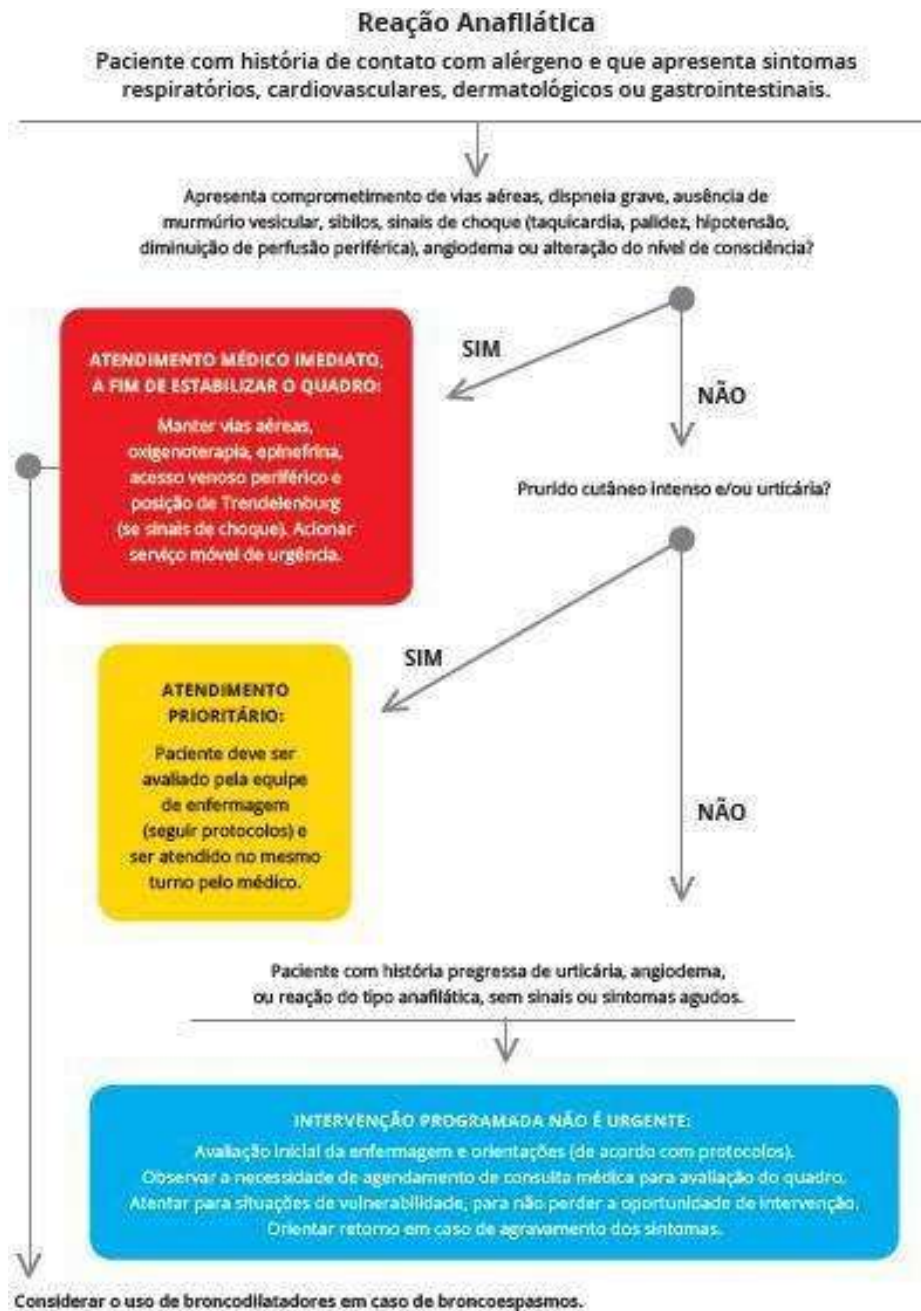 Reação Anafilática
Paciente com história de contato com alérgeno e que apresenta sintomas
respiratórios, cardiovasculares, dermatológicos ou gastrointestinais.
Apresenta comprometimento de vias aéreas, dispneia grave, ausência de
murmúrio vesicular, sibilos, sinais de choque (taquicardia, palidez, hipotensão,
diminuição de perfusão periférica), angiodema ou alteração do nível de consciência?
SIM
NÃO
ATENDIMENTO MÉDICO IMEDIATO,
A FIM DE ESTABILIZAR O QUADRO:
Manter vias aéreas,
oxigenoterapia, epinefrina,
acesso venoso periférico e
posição de Trendelenburg
(se sinais de choque). Acionar
serviço móvel de urgência.
Prurido cutâneo intenso e/ou urticária?
SIM
NÃO
ATENDIMENTO
PRIORITÁRIO:
Paciente deve ser
avaliado pela equipe
de enfermagem
(seguir protocolos) e
ser atendido no mesmo
turno pelo médico.
Paciente com história pregressa de urticária, angiodema,
ou reação do tipo anafilática, sem sinais ou sintomas agudos.
INTERVENÇÃO PROGRAMADA NÃO É URGENTE:
Avaliação inicial da enfermagem e orientações (de acordo com protocolos).
Observar a necessidade de agendamento de consulta médica para avaliação do quadro.
Atentar para situações de vulnerabilidade, para não perder a oportunidade de intervenção.
Orientar retorno em caso de agravamento dos sintomas.
Considerar o uso de broncodilatadores em caso de broncoespasmos.